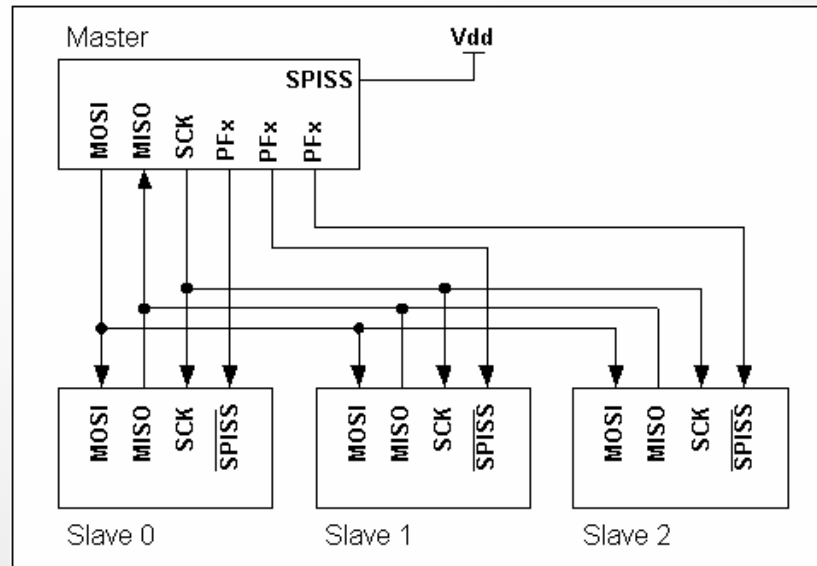 Master
Vdd
SPISS
MOSI MISO SCK PFx PFx PFx
MOSI MISO SCK SPISS
MOSI MISO SCK SPISS
MOSI MISO SCK SPISS
Slave 0
Slave 1
Slave 2